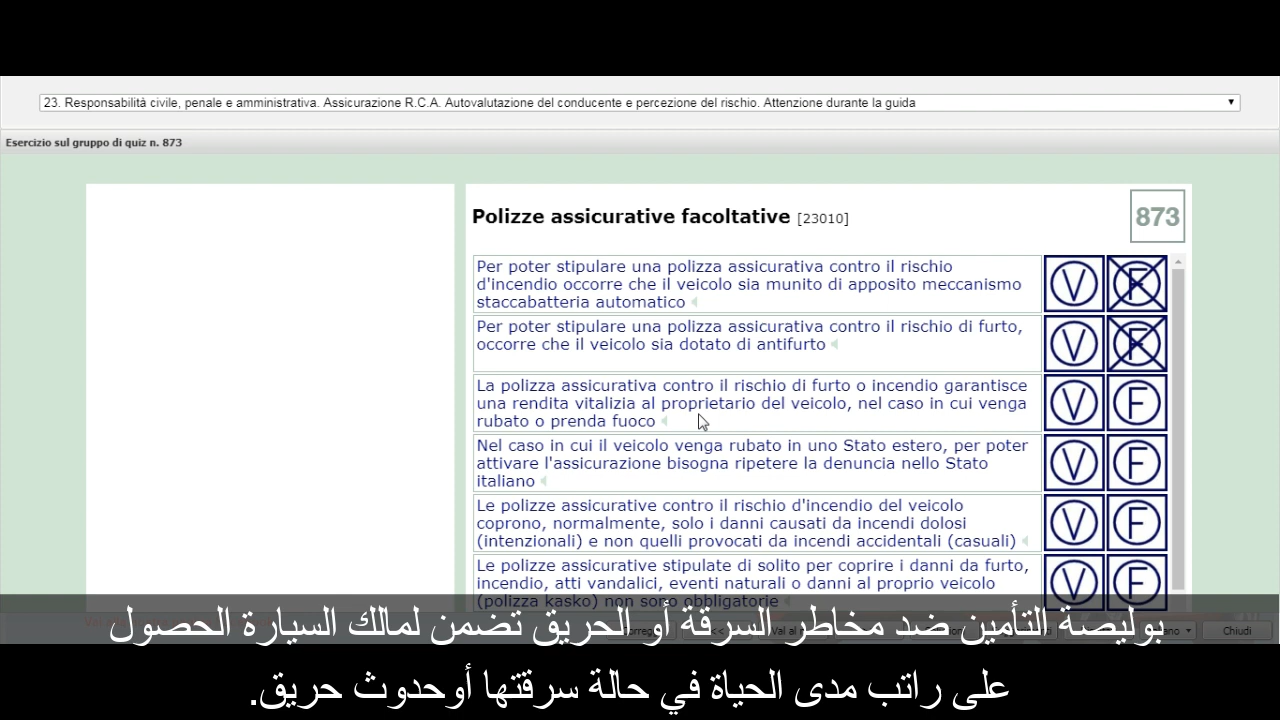 23. Responsabilità civile, penale e amministrativa. Assicurazione R.C.A. Autovalutazione del conducente e percezione del rischio. Attenzione durante la guida
Esercizio sul gruppo di quiz n. 873
Polizze assicurative facoltative [23010]
873
Per poter stipulare una polizza assicurativa contro il rischio
d'incendio occorre che il veicolo sia munito di apposito meccanismo
staccabatteria automatico
V F
Per poter stipulare una polizza assicurativa contro il rischio di furto,
occorre che il veicolo sia dotato di antifurto
V F
La polizza assicurativa contro il rischio di furto o incendio garantisce
una rendita vitalizia al proprietario del veicolo, nel caso in cui venga
rubato o prenda fuoco
V F
Nel caso in cui il veicolo venga rubato in uno Stato estero, per poter
attivare l'assicurazione bisogna ripetere la denuncia nello Stato
italiano
V F
Le polizze assicurative contro il rischio d'incendio del veicolo
coprono, normalmente, solo i danni causati da incendi dolosi
(intenzionali) e non quelli provocati da incendi accidentali (casuali)
V F
Le polizze assicurative stipulate di solito per coprire i danni da furto,
incendio, atti vandalici, eventi naturali o danni al proprio veicolo
(polizza kasko) non sono obbligatorie
V F
Chiudi
بوليصة التأمين ضد مخاطر السرقة أو الحريق تضمن لمالك السيارة الحصول
على راتب مدى الحياة في حالة سرقتها أوحدوث حريق.